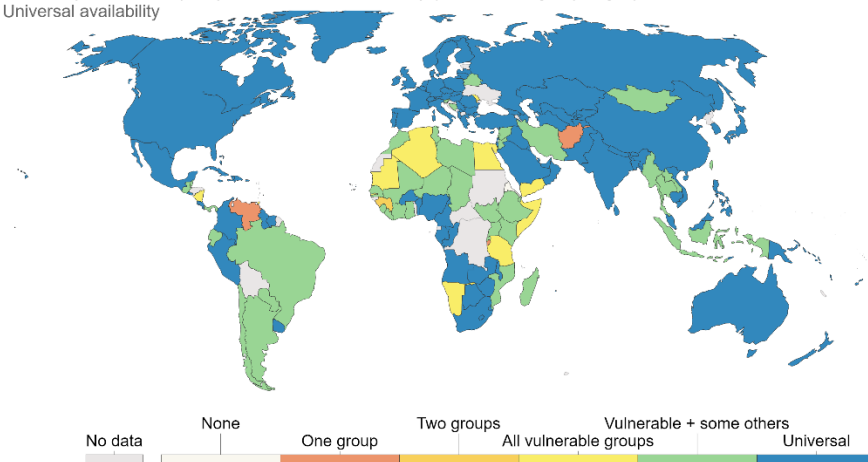 Universal availability
None
Two groups
Vulnerable + some others
No data
One group
All vulnerable groups
Universal